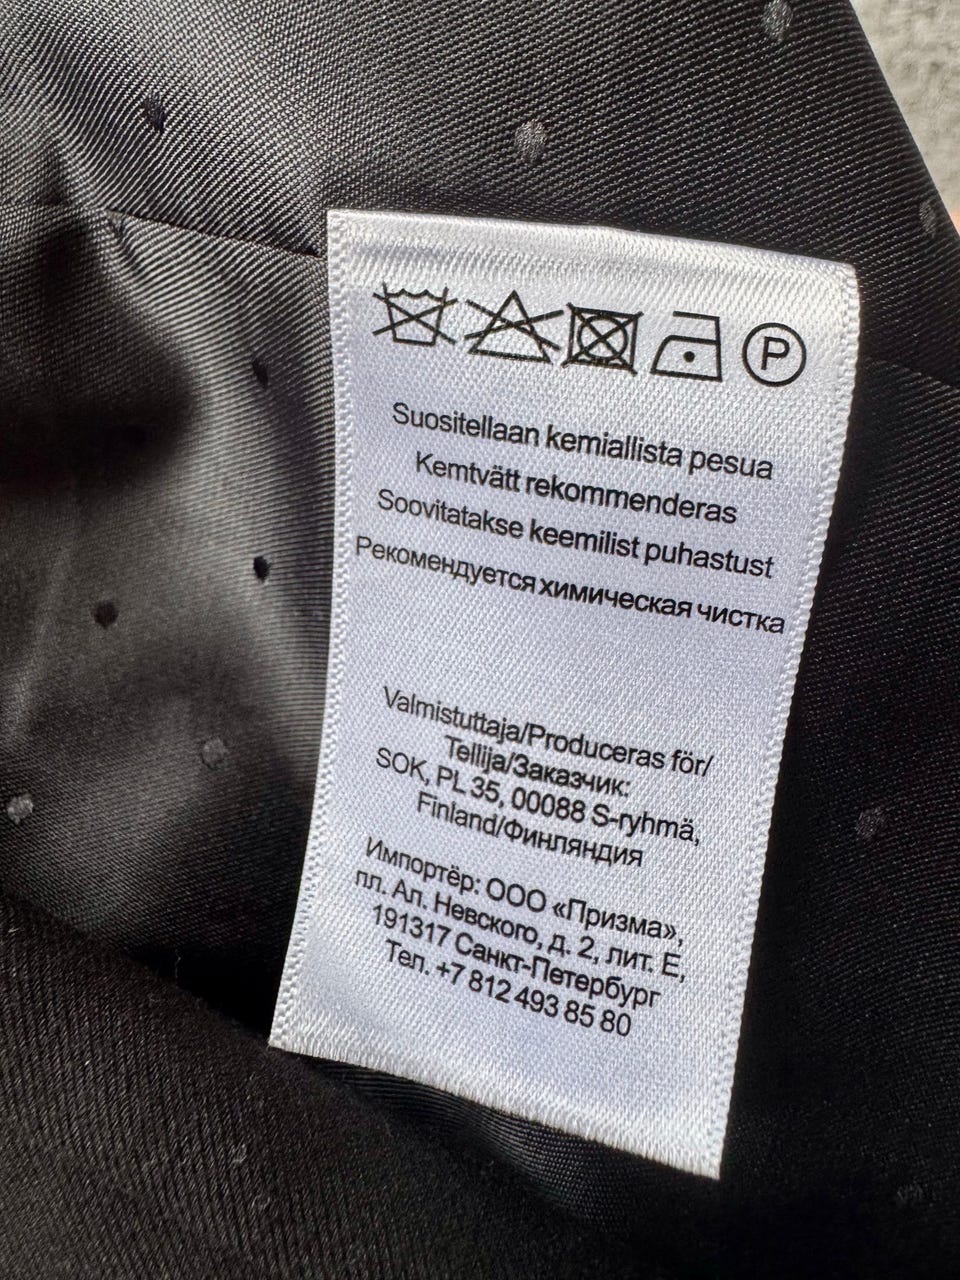 P
Suositellaan kemiallista pesua
Kemtvätt rekommenderas
Soovitatakse keemilist puhastust
Рекомендуется химическая чистка
Valmistuttaja/Produceras för/
Tellija/Заказчик:
SOK, PL 35, 00088 S-ryhmä,
Finland/Финляндия
Импортёр: ООО «Призма»,
пл. Ал. Невского, д. 2, лит. Е,
191317 Санкт-Петербург
Тел. +7 812 493 85 80